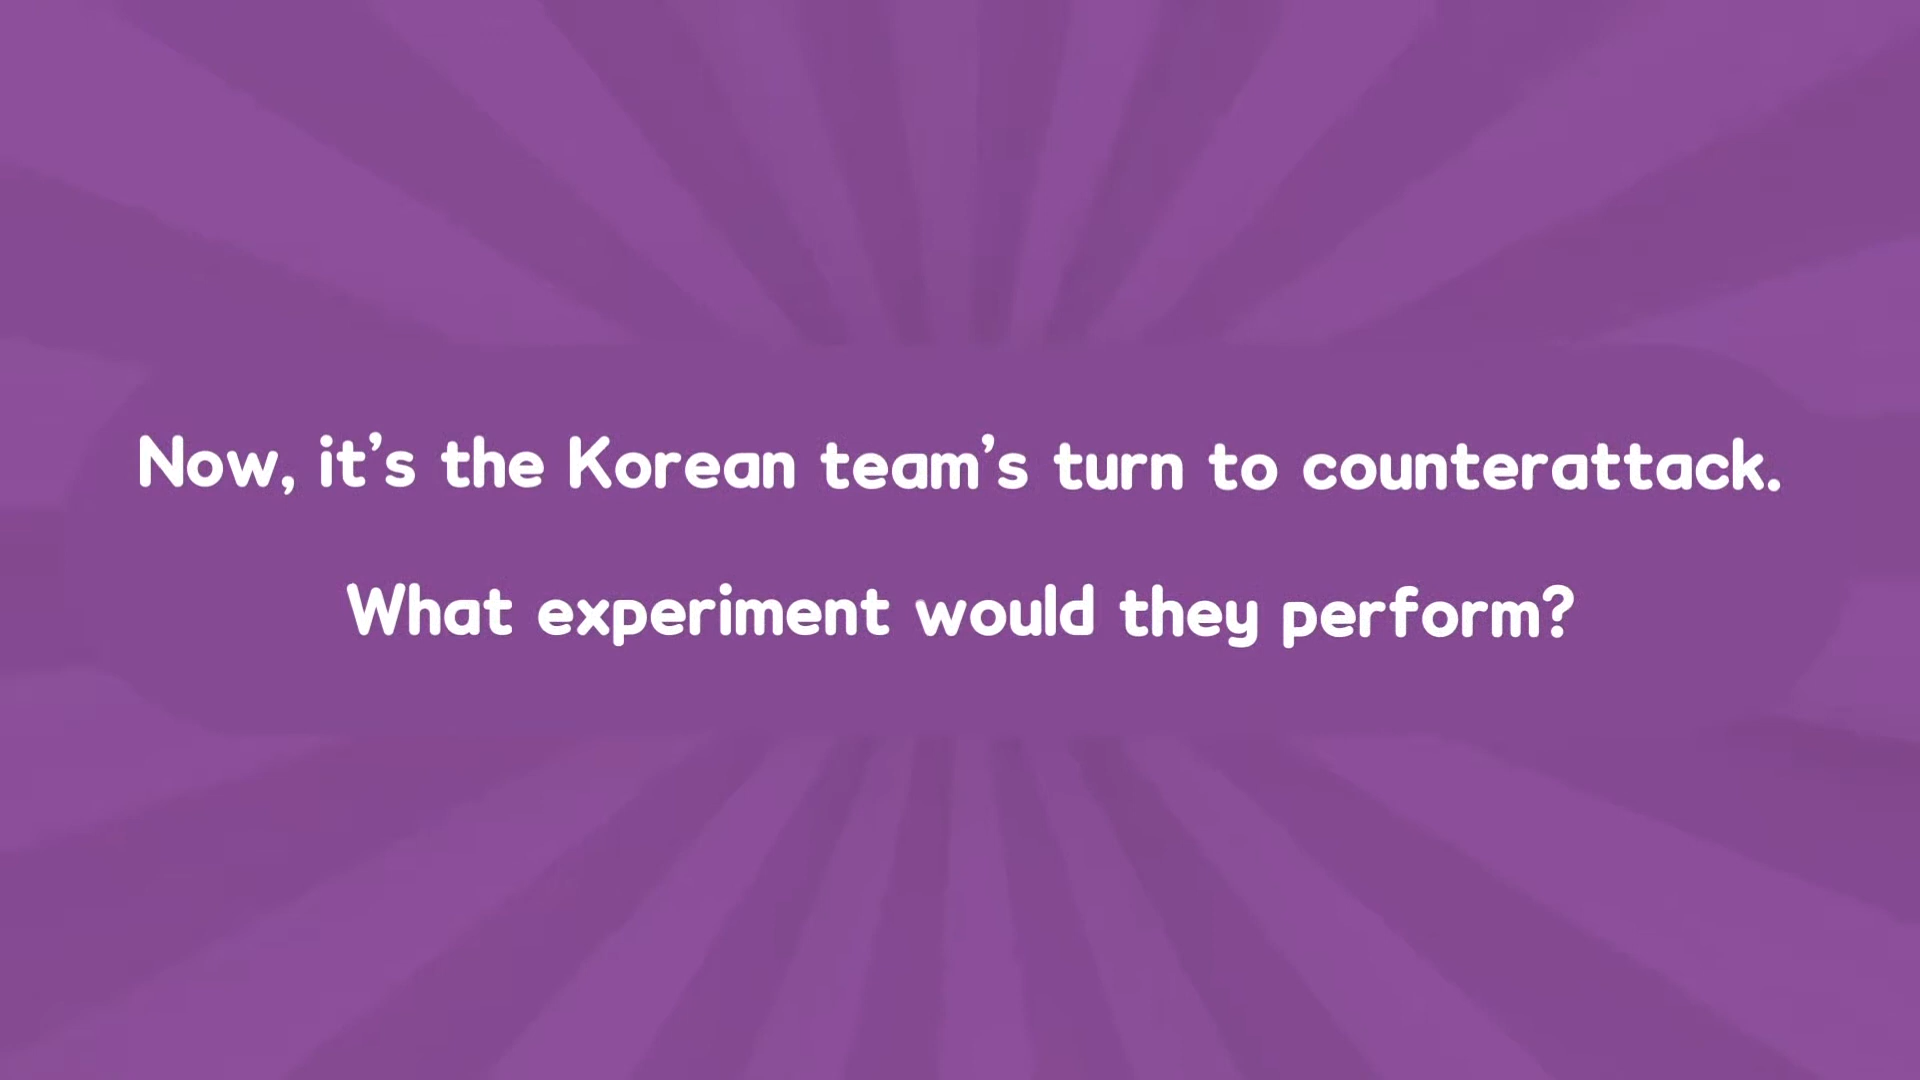 Now, it’s the Korean team’s turn to counterattack.
What experiment would they perform?